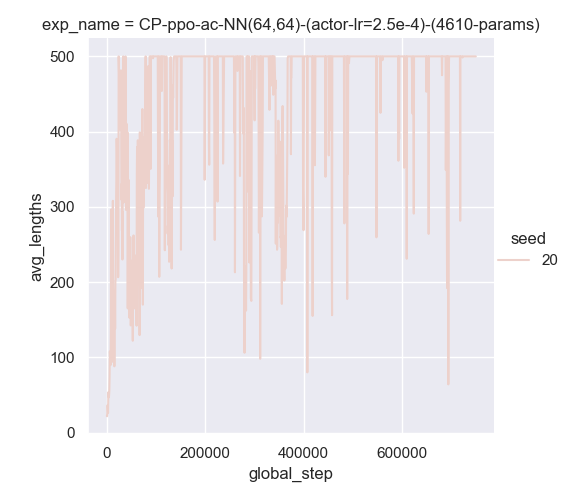 exp_name = CP-ppo-ac-NN(64,64)-(actor-lr=2.5e-4)-(4610-params)
500
400
300
200
100
0
avg_lengths
0 200000 400000 600000
global_step
seed
20